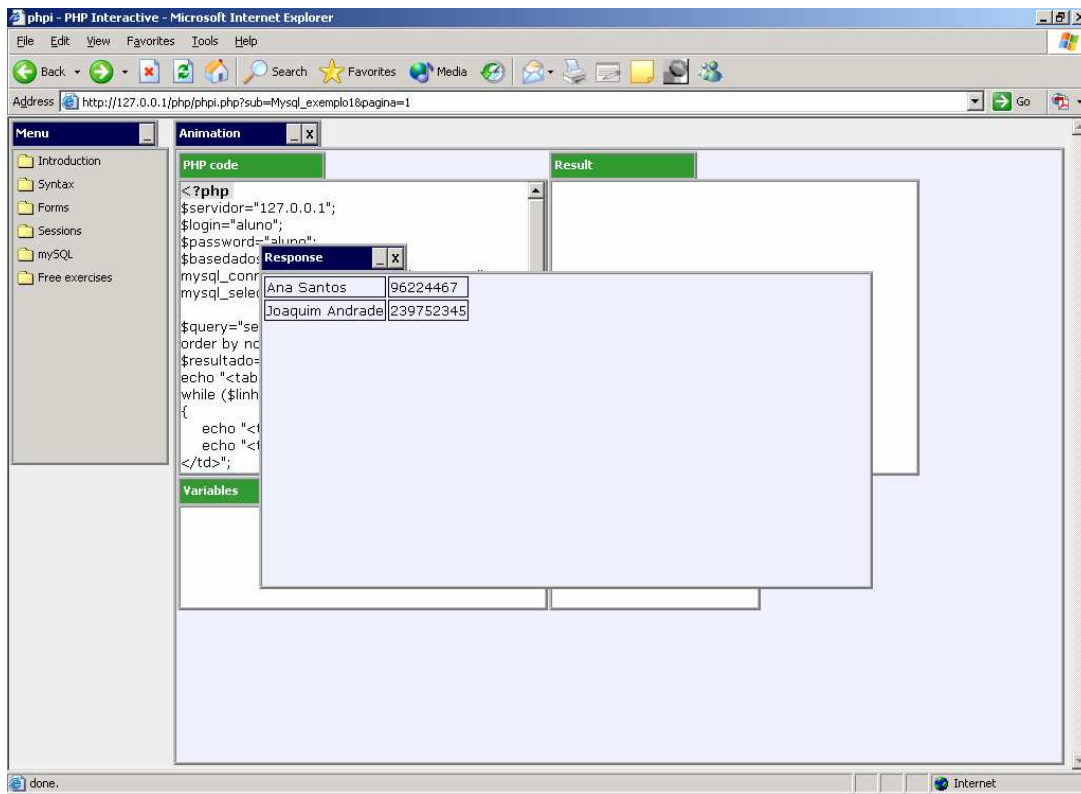 phpi - PHP Interactive - Microsoft Internet Explorer
File Edit View Favorites Tools Help
Back Search Favorites Media
Address http://127.0.0.1/php/phpi.php?sub=Mysql_exemplo1&pagina=1 Go
Menu
Introduction
Syntax
Forms
Sessions
mySQL
Free exercises
Animation X
PHP code
<?php
$servidor="127.0.0.1";
$login="aluno";
$password="aluno";
$basedados
mysql_conn
mysql_selec
$query="se
order by no
$resultado=
echo "<tab
while ($linh
{
echo "<t
echo "<t
</td>";
Result
Response X
Ana Santos 96224467
Joaquim Andrade 239752345
Variables
done. Internet